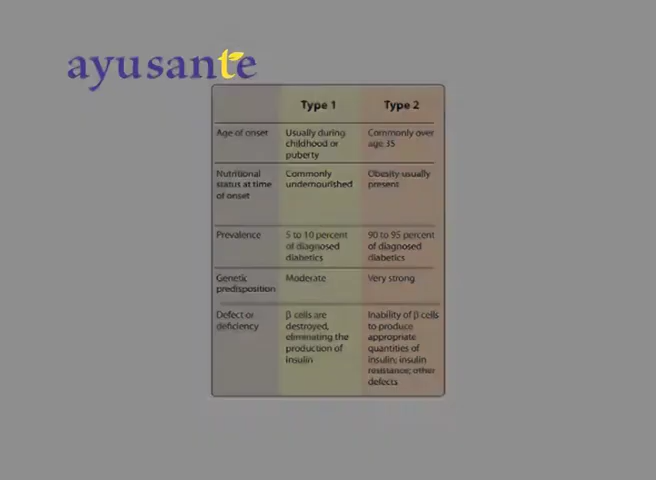 ayusante
Type 1
Type 2
Age of onset
Usually during
childhood or
puberty
Commonly over
age 35
Nutritional
status at time
of onset
Commonly
undernourished
Obesity usually
present
Prevalence
5 to 10 percent
of diagnosed
diabetics
90 to 95 percent
of diagnosed
diabetics
Genetic
predisposition
Moderate
Very strong
Defect or
deficiency
β cells are
destroyed,
eliminating the
production of
insulin
Inability of β cells
to produce
appropriate
quantities of
insulin; insulin
resistance; other
defects